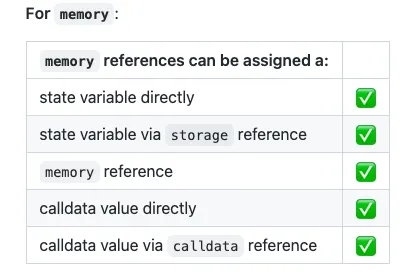 For memory:
memory references can be assigned a:
state variable directly ✅
state variable via storage reference ✅
memory reference ✅
calldata value directly ✅
calldata value via calldata reference ✅